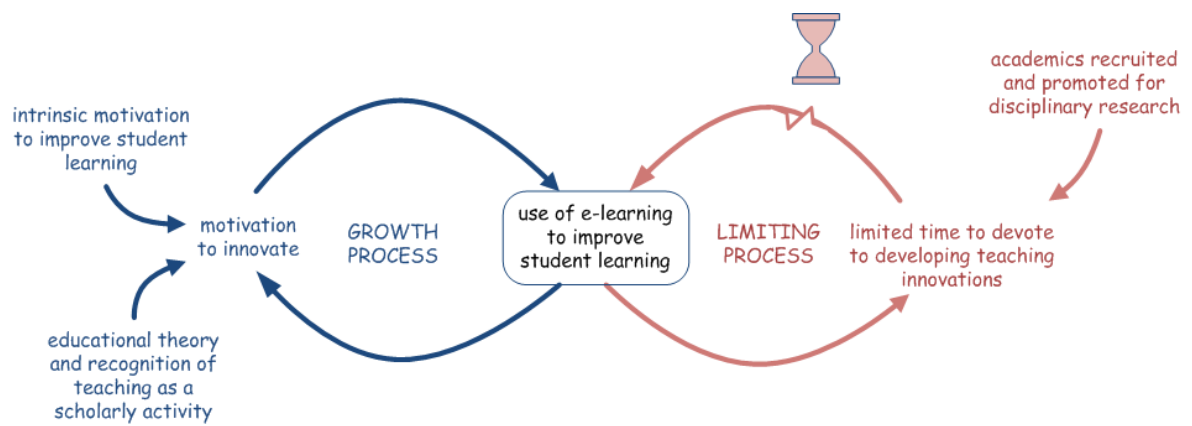 intrinsic motivation
to improve student
learning
motivation
to innovate
educational theory
and recognition of
teaching as a
scholarly activity
GROWTH
PROCESS
use of e-learning
to improve
student learning
LIMITING
PROCESS
limited time to devote
to developing teaching
innovations
academics recruited
and promoted for
disciplinary research